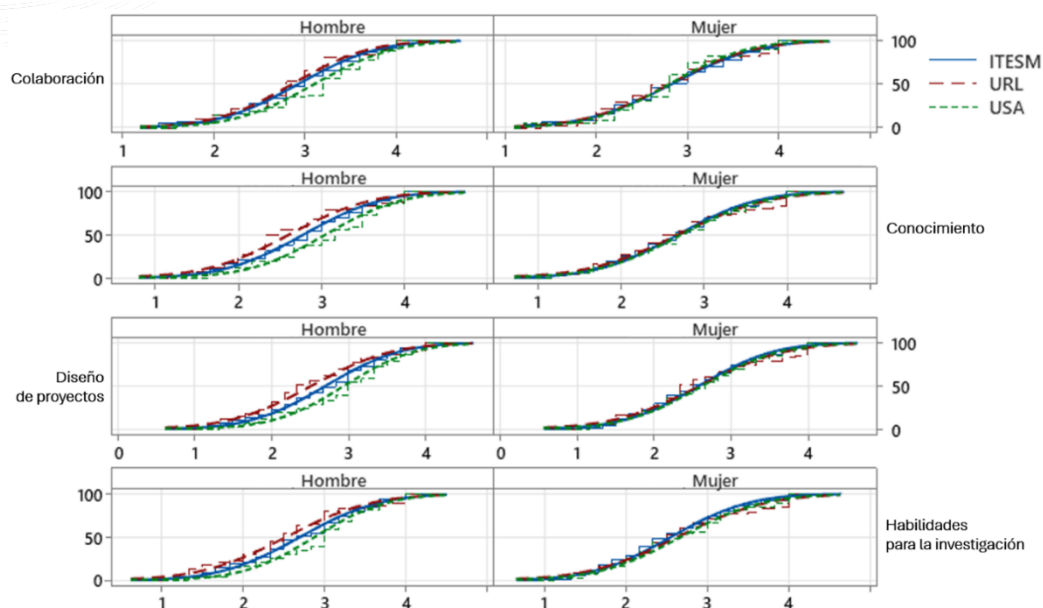 Hombre Mujer
Colaboración
100
50
0
1 2 3 4 1 2 3 4
ITESM
URL
USA
Hombre Mujer
100
50
0
Conocimiento
1 2 3 4 1 2 3 4
Hombre Mujer
Diseño
de proyectos
100
50
0
0 1 2 3 4 0 1 2 3 4
Hombre Mujer
100
50
0
Habilidades
para la investigación
1 2 3 4 1 2 3 4